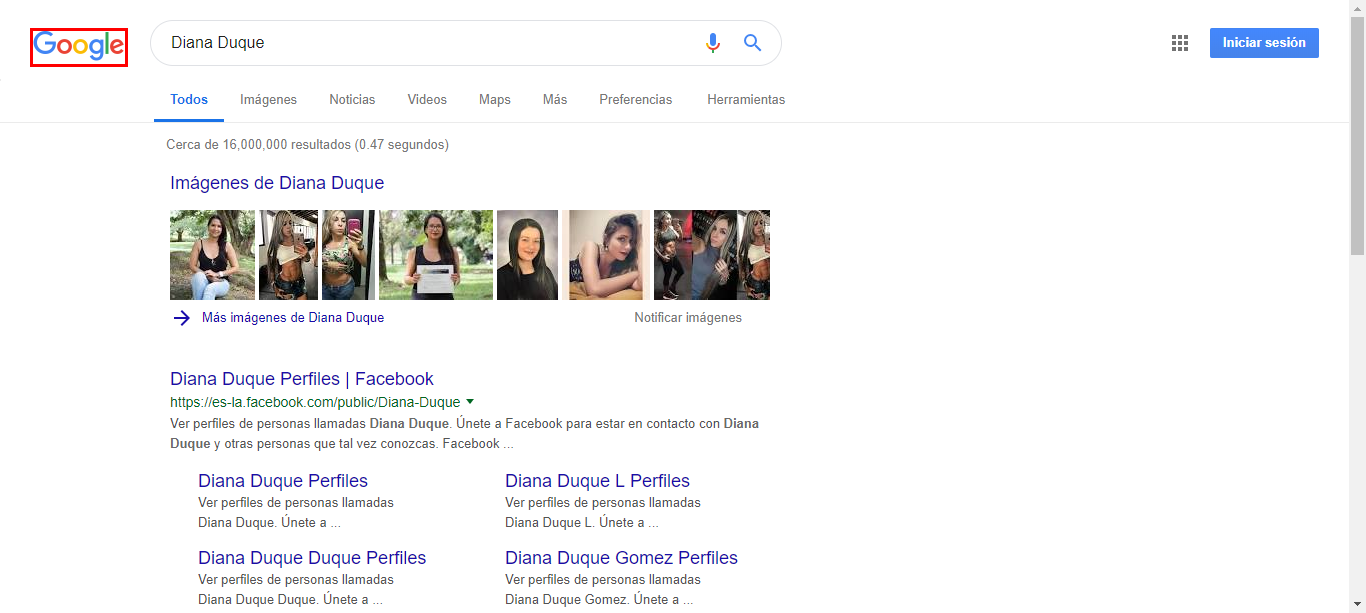 Google
Diana Duque
Iniciar sesión
Todos Imágenes Noticias Videos Maps Más Preferencias Herramientas
Cerca de 16,000,000 resultados (0.47 segundos)
Imágenes de Diana Duque
Más imágenes de Diana Duque Notificar imágenes
Diana Duque Perfiles | Facebook
https://es-la.facebook.com/public/Diana-Duque
Ver perfiles de personas llamadas Diana Duque. Únete a Facebook para estar en contacto con Diana
Duque y otras personas que tal vez conozcas. Facebook ...
Diana Duque Perfiles
Ver perfiles de personas llamadas
Diana Duque. Únete a ...
Diana Duque L Perfiles
Ver perfiles de personas llamadas
Diana Duque L. Únete a ...
Diana Duque Duque Perfiles
Ver perfiles de personas llamadas
Diana Duque Duque. Únete a ...
Diana Duque Gomez Perfiles
Ver perfiles de personas llamadas
Diana Duque Gomez. Únete a ...